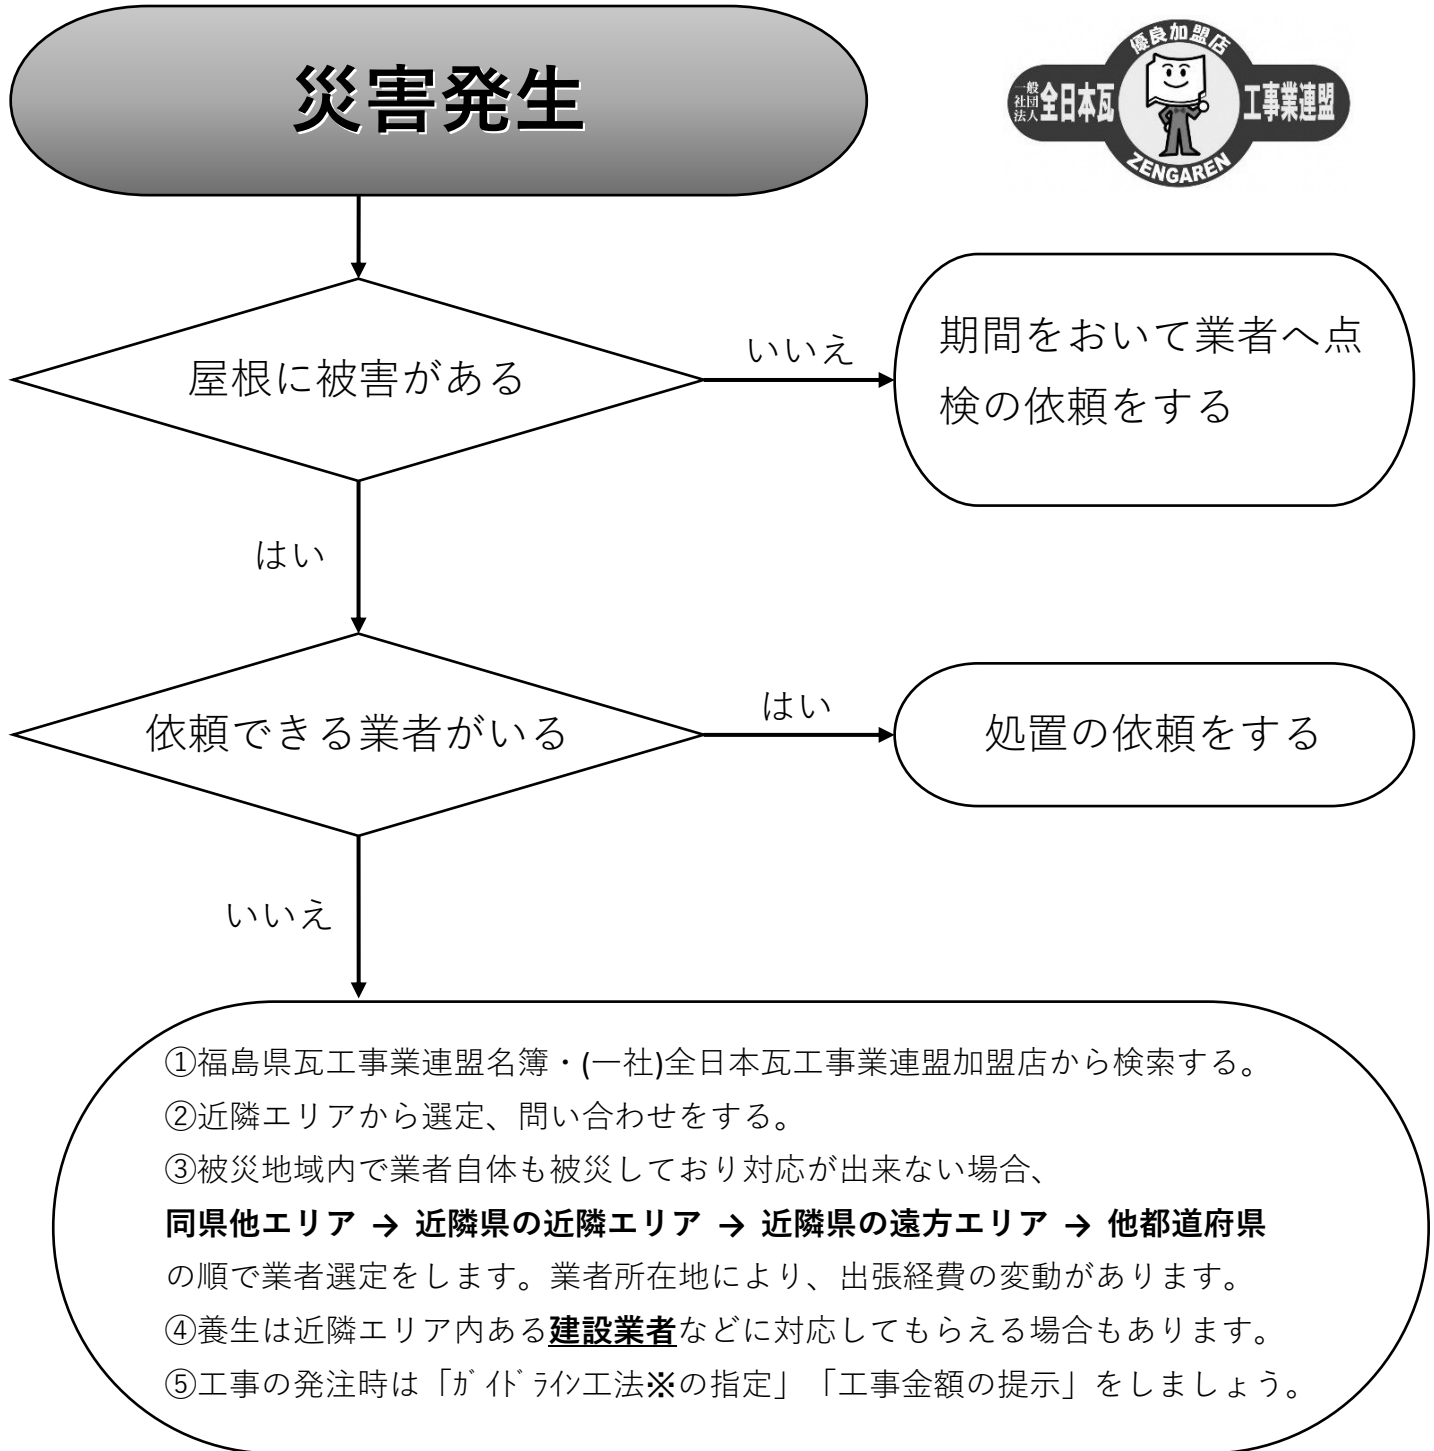 災害発生
優良加盟店
一般
社団
法人
全日本瓦
工事業連盟
ZENGAREN
屋根に被害がある
いいえ
期間をおいて業者へ点
検の依頼をする
はい
依頼できる業者がいる
はい
処置の依頼をする
いいえ
①福島県瓦工事業連盟名簿・(一社)全日本瓦工事業連盟加盟店から検索する。
②近隣エリアから選定、問い合わせをする。
③被災地域内で業者自体も被災しており対応が出来ない場合、
同県他エリア → 近隣県の近隣エリア → 近隣県の遠方エリア → 他都道府県
の順で業者選定をします。業者所在地により、出張経費の変動があります。
④養生は近隣エリア内ある建設業者などに対応してもらえる場合もあります。
⑤工事の発注時は「ｶﾞｲﾄﾞﾗｲﾝ工法※の指定」「工事金額の提示」をしましょう。